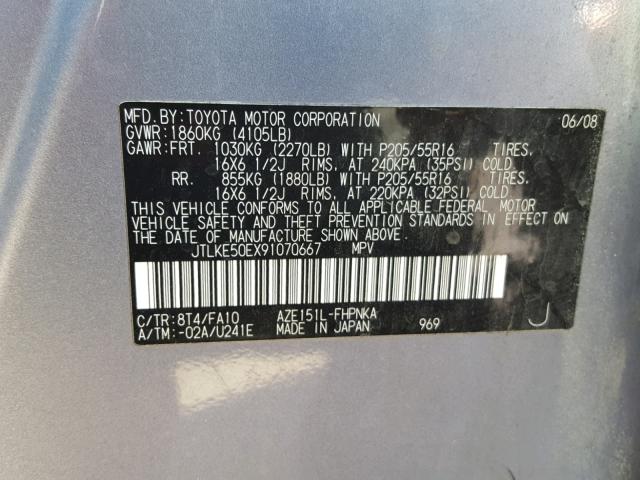 MFD.BY:TOYOTA MOTOR CORPORATION 06/08
GVWR:1860KG (4105LB)
GAWR:FRT. 1030KG (2270LB) WITH P205/55R16 TIRES,
16X6 1/2J RIMS, AT 240KPA (35PSI) COLD
RR. 855KG (1880LB) WITH P205/55R16 TIRES,
16X6 1/2J RIMS, AT 220KPA (32PSI) COLD
THIS VEHICLE CONFORMS TO ALL APPLICABLE FEDERAL MOTOR
VEHICLE SAFETY AND THEFT PREVENTION STANDARDS IN EFFECT ON
THE DATE OF MANUFACTURE SHOWN ABOVE.
JTLKE50EX91070667 MPV
C/TR:8T4/FA10 AZE151L-FHPNKA
A/TM:-02A/U241E MADE IN JAPAN 969 J